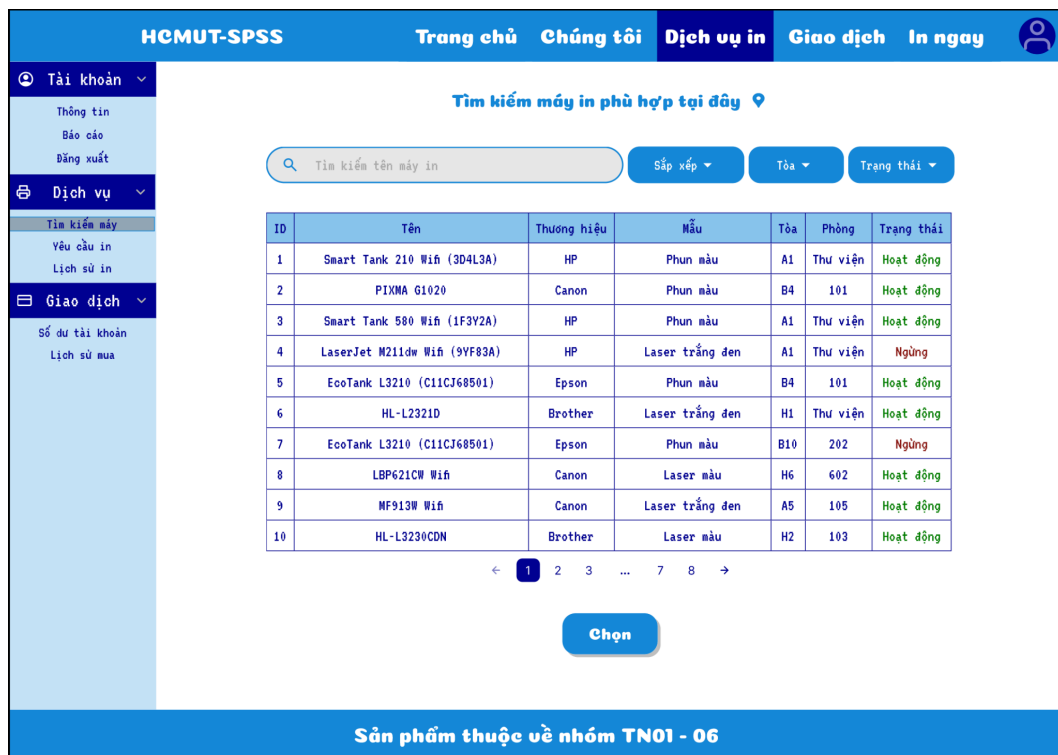 HCMUT-SPSS Trang chủ Chúng tôi Dịch vụ in Giao dịch In ngay
Tài khoản
Thông tin
Báo cáo
Đăng xuất
Dịch vụ
Tìm kiếm máy
Yêu cầu in
Lịch sử in
Giao dịch
Số dư tài khoản
Lịch sử mua
Tìm kiếm máy in phù hợp tại đây
Tìm kiếm tên máy in Sắp xếp Tòa Trạng thái
ID Tên Thương hiệu Mẫu Tòa Phòng Trạng thái
1 Smart Tank 210 Wifi (3D4L3A) HP Phun màu A1 Thư viện Hoạt động
2 PIXMA G1020 Canon Phun màu B4 101 Hoạt động
3 Smart Tank 580 Wifi (1F3Y2A) HP Phun màu A1 Thư viện Hoạt động
4 LaserJet M211dw Wifi (9YF83A) HP Laser trắng đen A1 Thư viện Ngừng
5 EcoTank L3210 (C11CJ68501) Epson Phun màu B4 101 Hoạt động
6 HL-L2321D Brother Laser trắng đen H1 Thư viện Hoạt động
7 EcoTank L3210 (C11CJ68501) Epson Phun màu B10 202 Ngừng
8 LBP621CW Wifi Canon Laser màu H6 602 Hoạt động
9 MF913W Wifi Canon Laser trắng đen A5 105 Hoạt động
10 HL-L3230CDN Brother Laser màu H2 103 Hoạt động
← 1 2 3 ... 7 8 →
Chọn
Sản phẩm thuộc về nhóm TN01 - 06